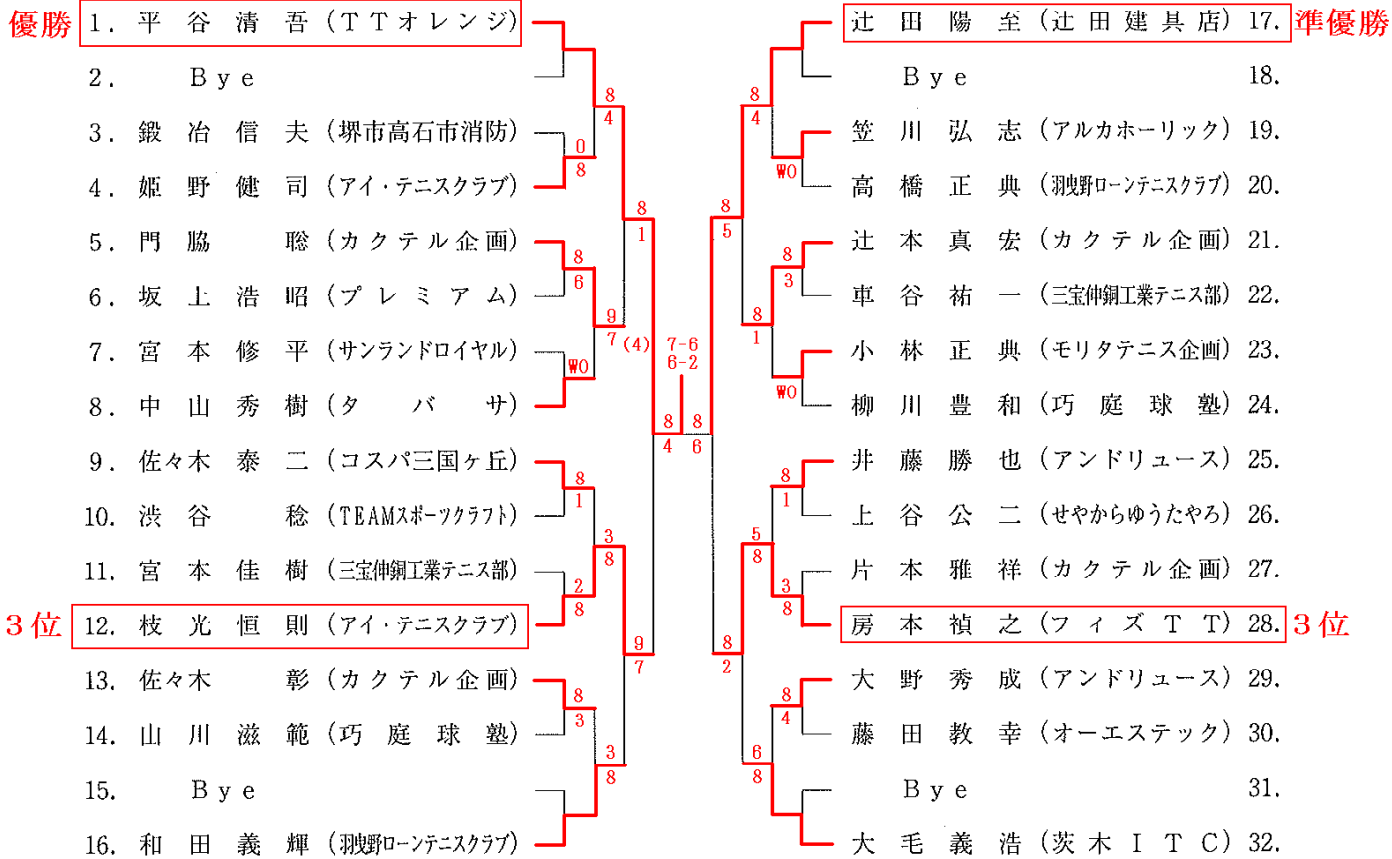 優勝 1. 平谷清吾 (TTオレンジ)
2. Bye
3. 鍛冶信夫 (堺市高石市消防)
4. 姫野健司 (アイ・テニスクラブ)
5. 門脇聡 (カクテル企画)
6. 坂上浩昭 (プレミアム)
7. 宮本修平 (サンランドロイヤル)
8. 中山秀樹 (タバサ)
9. 佐々木泰二 (コスパ三国ヶ丘)
10. 渋谷稔 (TEAMスポーツクラフト)
11. 宮本佳樹 (三宝伸銅工業テニス部)
3位 12. 枝光恒則 (アイ・テニスクラブ)
13. 佐々木彰 (カクテル企画)
14. 山川滋範 (巧庭球塾)
15. Bye
16. 和田義輝 (羽曳野ローンテニスクラブ)
0
8
8
6
W0
8
1
2
8
8
3
8
4
9
7 (4)
3
8
3
8
8
1
9
7
8
4
7-6
6-2
8
6
8
5
8
2
8
4
8
1
5
8
6
8
W0
8
3
W0
8
1
3
8
8
4
辻田陽至 (辻田建具店) 17. 準優勝
Bye 18.
笠川弘志 (アルカホーリック) 19.
高橋正典 (羽曳野ローンテニスクラブ) 20.
辻本真宏 (カクテル企画) 21.
車谷祐一 (三宝伸銅工業テニス部) 22.
小林正典 (モリタテニス企画) 23.
柳川豊和 (巧庭球塾) 24.
井藤勝也 (アンドリュース) 25.
上谷公二 (せやからゆうたやろ) 26.
片本雅祥 (カクテル企画) 27.
房本禎之 (フィズTT) 28. 3位
大野秀成 (アンドリュース) 29.
藤田教幸 (オーエステック) 30.
Bye 31.
大毛義浩 (茨木ITC) 32.